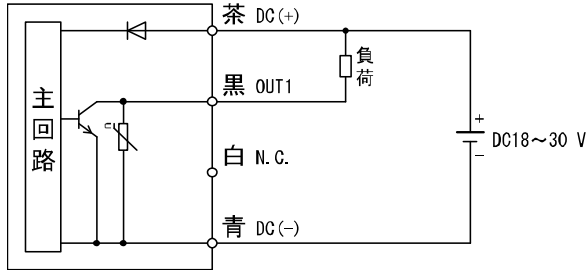 茶 DC(+)
主回路
負荷
黒 OUT1
+
DC18～30 V
−
白 N.C.
青 DC(−)